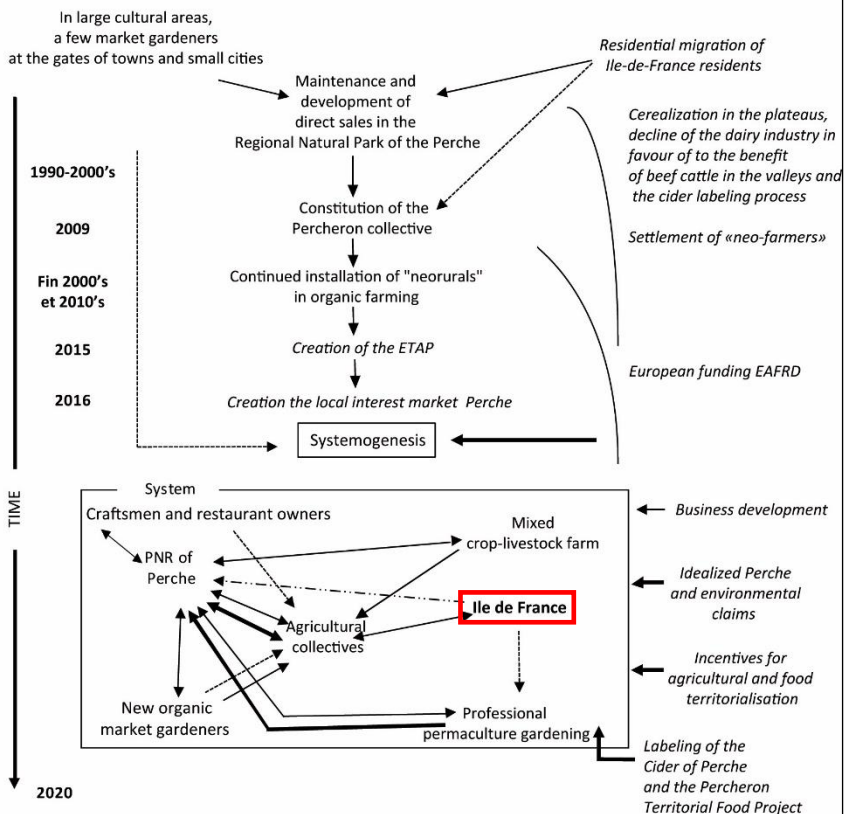 In large cultural areas,
a few market gardeners
at the gates of towns and small cities
Residential migration of
Ile-de-France residents
Maintenance and
development of
direct sales in the
Regional Natural Park of the Perche
Cerealization in the plateaus,
decline of the dairy industry in
favour of to the benefit
of beef cattle in the valleys and
the cider labeling process
1990-2000's
Constitution of the
Percheron collective
2009
Settlement of «neo-farmers»
Fin 2000's
et 2010's
Continued installation of "neorurals"
in organic farming
2015
Creation of the ETAP
European funding EAFRD
2016
Creation the local interest market Perche
Systemogenesis
TIME
System
Craftsmen and restaurant owners
Business development
Mixed
crop-livestock farm
PNR of
Perche
Idealized Perche
and environmental
claims
Ile de France
Agricultural
collectives
Incentives for
agricultural and food
territorialisation
New organic
market gardeners
Professional
permaculture gardening
Labeling of the
Cider of Perche
and the Percheron
Territorial Food Project
2020